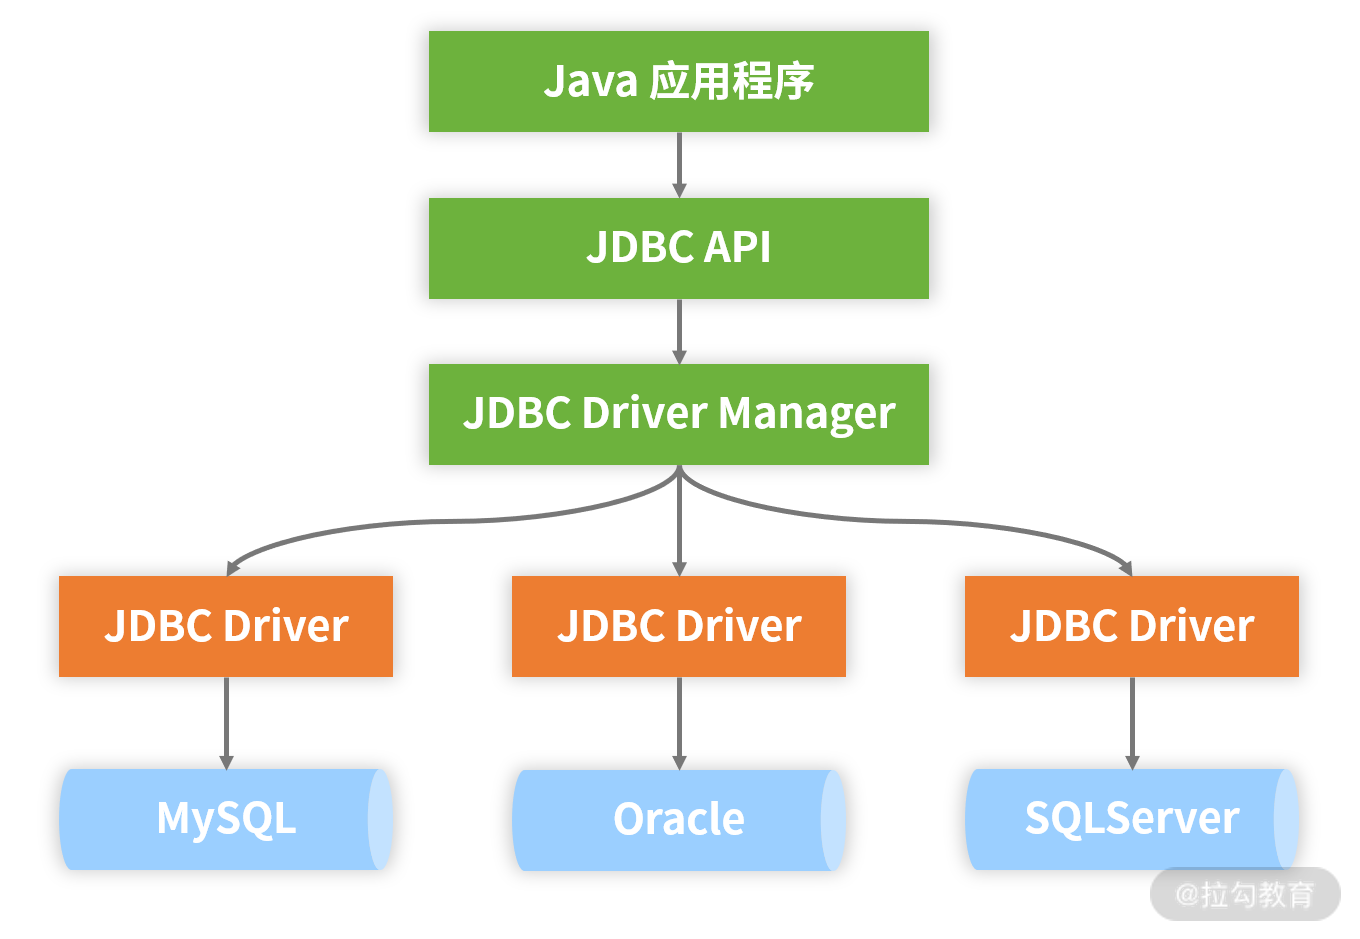 Java 应用程序
JDBC API
JDBC Driver Manager
JDBC Driver
JDBC Driver
JDBC Driver
MySQL
Oracle
SQLServer
@拉勾教育